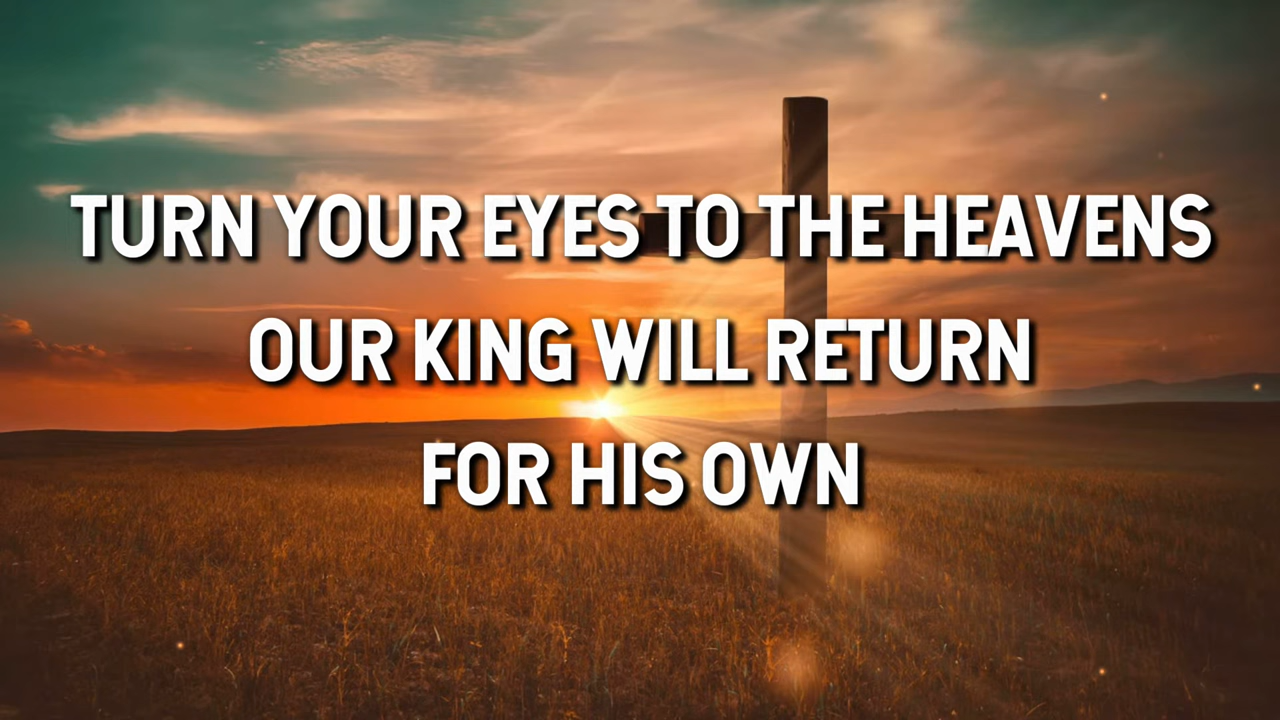 TURN YOUR EYES TO THE HEAVENS
OUR KING WILL RETURN
FOR HIS OWN